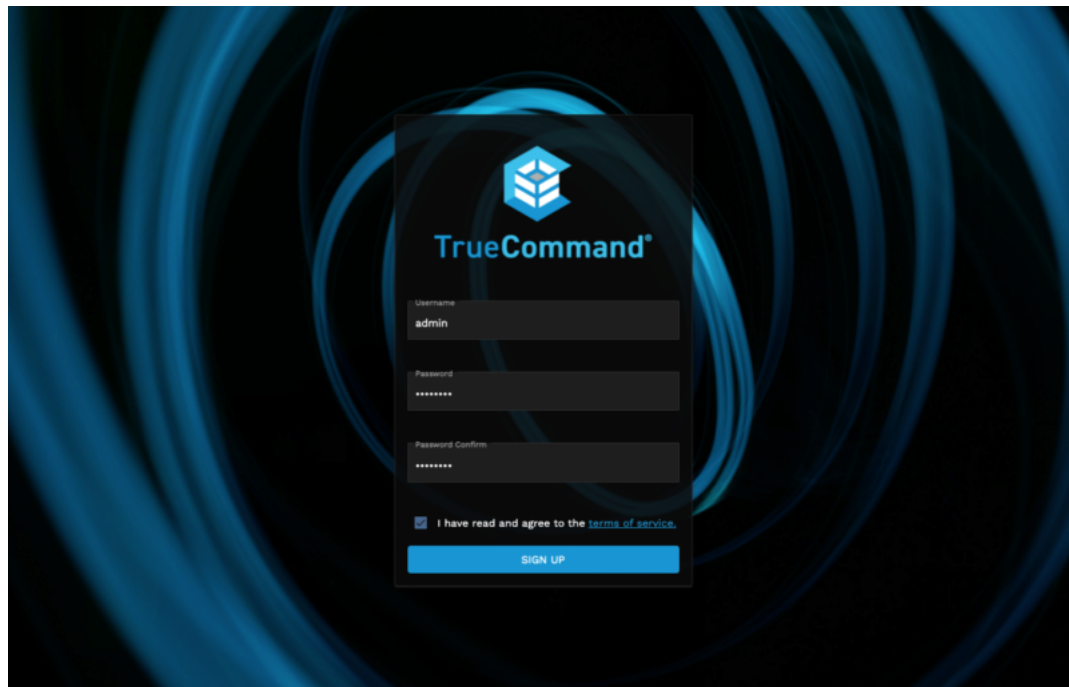 TrueCommand®
Username
admin
Password
••••••••
Password Confirm
••••••••
I have read and agree to the terms of service.
SIGN UP